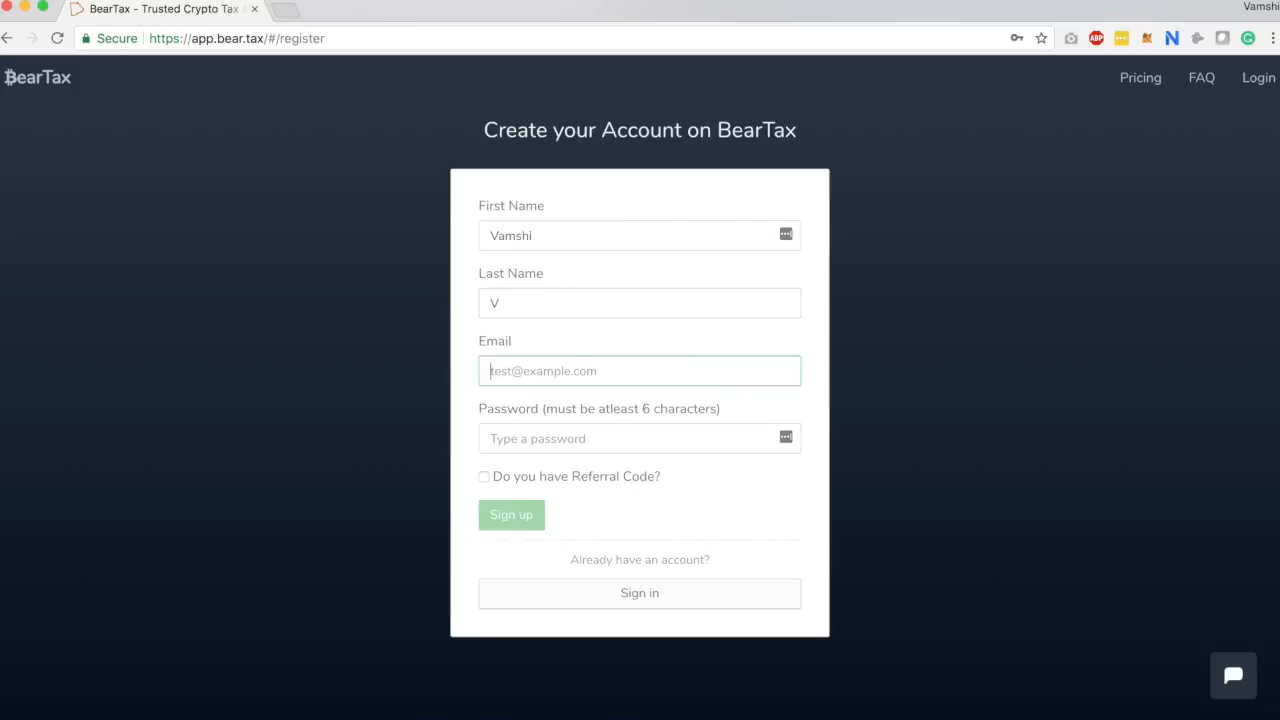 BearTax - Trusted Crypto Tax
Vamshi
Secure
https://app.bear.tax/#/register
ABP
N
BearTax
Pricing
FAQ
Login
Create your Account on BearTax
First Name
Vamshi
Last Name
V
Email
test@example.com
Password (must be atleast 6 characters)
Type a password
Do you have Referral Code?
Sign up
Already have an account?
Sign in